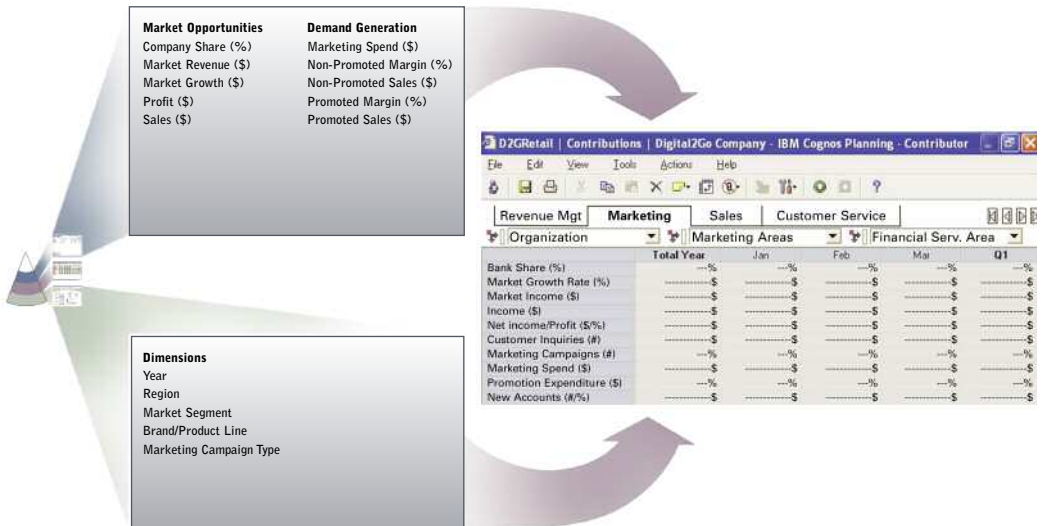 Market Opportunities
Company Share (%)
Market Revenue ($)
Market Growth ($)
Profit ($)
Sales ($)
Demand Generation
Marketing Spend ($)
Non-Promoted Margin (%)
Non-Promoted Sales ($)
Promoted Margin (%)
Promoted Sales ($)
Dimensions
Year
Region
Market Segment
Brand/Product Line
Marketing Campaign Type
D2GRetail | Contributions | Digital2Go Company - IBM Cognos Planning - Contributor
File Edit View Tools Actions Help
Revenue Mgt Marketing Sales Customer Service
Organization Marketing Areas Financial Serv. Area
Total Year Jan Feb Mar Q1
Bank Share (%) ---% ---% ---% ---% ---%
Market Growth Rate (%) ------------$ ------------$ ------------$ ------------$ ------------$
Market Income ($) ------------$ ------------$ ------------$ ------------$ ------------$
Income ($) ------------$ ------------$ ------------$ ------------$ ------------$
Net income/Profit ($/%) ------------$ ------------$ ------------$ ------------$ ------------$
Customer Inquiries (#) ------------$ ------------$ ------------$ ------------$ ------------$
Marketing Campaigns (#) ---% ---% ---% ---% ---%
Marketing Spend ($) ------------$ ------------$ ------------$ ------------$ ------------$
Promotion Expenditure ($) ---% ---% ---% ---% ---%
New Accounts (#/%) ------------$ ------------$ ------------$ ------------$ ------------$